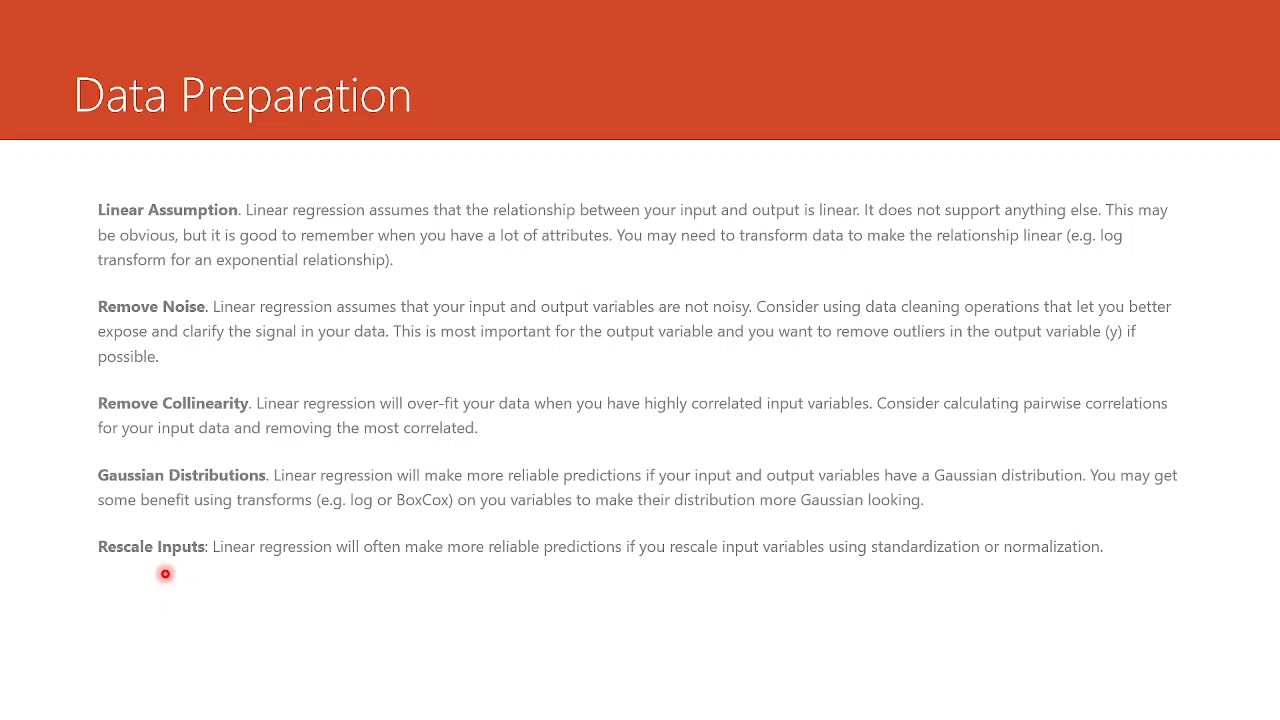 Data Preparation
Linear Assumption. Linear regression assumes that the relationship between your input and output is linear. It does not support anything else. This may
be obvious, but it is good to remember when you have a lot of attributes. You may need to transform data to make the relationship linear (e.g. log
transform for an exponential relationship).
Remove Noise. Linear regression assumes that your input and output variables are not noisy. Consider using data cleaning operations that let you better
expose and clarify the signal in your data. This is most important for the output variable and you want to remove outliers in the output variable (y) if
possible.
Remove Collinearity. Linear regression will over-fit your data when you have highly correlated input variables. Consider calculating pairwise correlations
for your input data and removing the most correlated.
Gaussian Distributions. Linear regression will make more reliable predictions if your input and output variables have a Gaussian distribution. You may get
some benefit using transforms (e.g. log or BoxCox) on you variables to make their distribution more Gaussian looking.
Rescale Inputs: Linear regression will often make more reliable predictions if you rescale input variables using standardization or normalization.